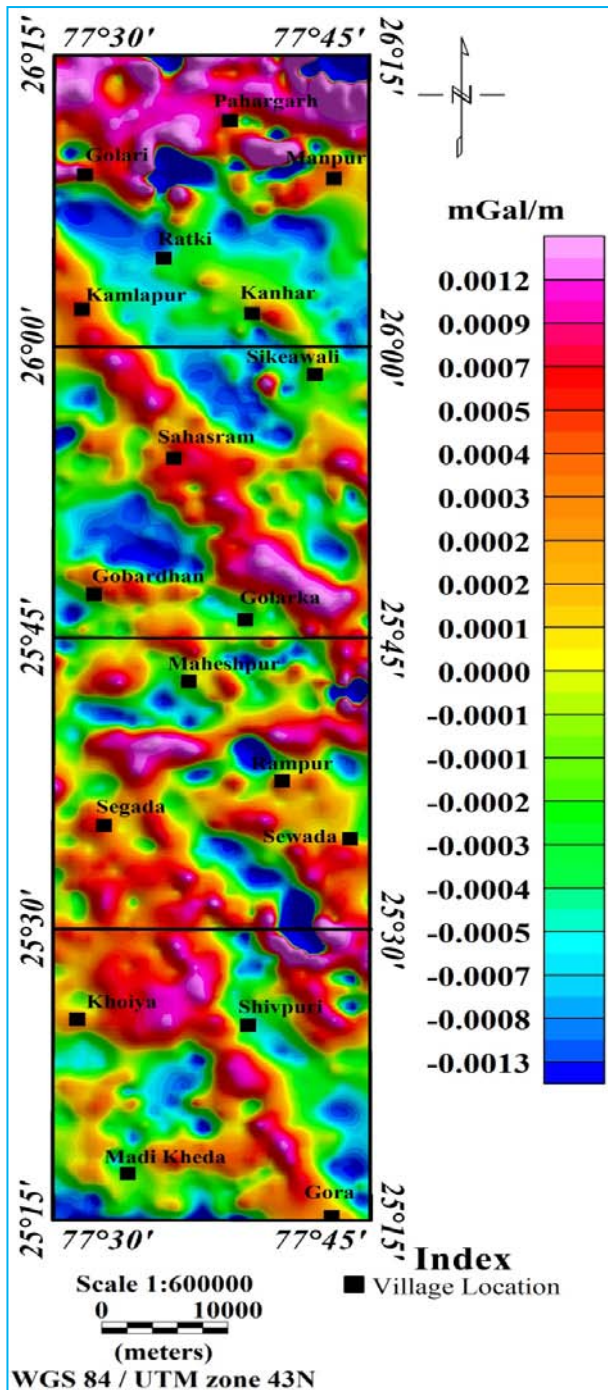 77°30' 77°45'
26°15' 26°15'
Pahargarh
Golari Manpur
mGal/m
Ratki
Kamlapur Kanhar
0.0012
0.0009
26°00' 26°00'
Sikeawali
0.0007
0.0005
Sahasram
0.0004
0.0003
0.0002
Gobardhan
0.0002
Golarka
0.0001
25°45' 25°45'
Maheshpur
0.0000
-0.0001
-0.0001
Rampur
Segada
-0.0002
Sewada
-0.0003
-0.0004
25°30' 25°30'
-0.0005
-0.0007
Khoiya Shivpuri
-0.0008
-0.0013
Madi Kheda
Gora
25°15' 25°15'
77°30' 77°45'
Index
Village Location
Scale 1:600000
0 10000
(meters)
WGS 84 / UTM zone 43N
N